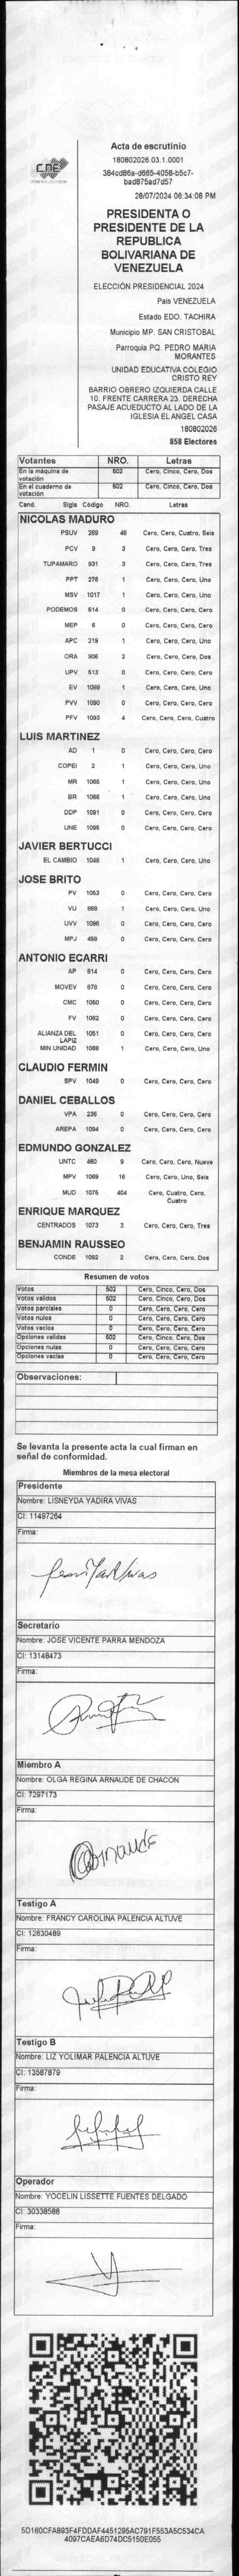 CNE
Acta de escrutinio
180802026.03.1.0001
384cd86a-d665-4058-b5c7-
bad875ad7d57
28/07/2024 06:34:08 PM
PRESIDENTA O
PRESIDENTE DE LA
REPUBLICA
BOLIVARIANA DE
VENEZUELA
ELECCIÓN PRESIDENCIAL 2024
Pais VENEZUELA
Estado EDO. TACHIRA
Municipio MP. SAN CRISTOBAL
Parroquia PQ. PEDRO MARIA
MORANTES
UNIDAD EDUCATIVA COLEGIO
CRISTO REY
BARRIO OBRERO IZQUIERDA CALLE
10. FRENTE CARRERA 23. DERECHA
PASAJE ACUEDUCTO AL LADO DE LA
IGLESIA EL ANGEL CASA
180802026
858 Electores
Votantes NRO. Letras
En la máquina de votación 502 Cero, Cinco, Cero, Dos
En el cuaderno de votación 502 Cero, Cinco, Cero, Dos
Cand. Sigla Código NRO. Letras
NICOLAS MADURO
PSUV 269 46 Cero, Cero, Cuatro, Seis
PCV 9 3 Cero, Cero, Cero, Tres
TUPAMARO 931 3 Cero, Cero, Cero, Tres
PPT 276 1 Cero, Cero, Cero, Uno
MSV 1017 1 Cero, Cero, Cero, Uno
PODEMOS 514 0 Cero, Cero, Cero, Cero
MEP 6 0 Cero, Cero, Cero, Cero
APC 219 1 Cero, Cero, Cero, Uno
ORA 906 2 Cero, Cero, Cero, Dos
UPV 513 0 Cero, Cero, Cero, Cero
EV 1089 1 Cero, Cero, Cero, Uno
PVV 1090 0 Cero, Cero, Cero, Cero
PFV 1093 4 Cero, Cero, Cero, Cuatro
LUIS MARTINEZ
AD 1 0 Cero, Cero, Cero, Cero
COPEI 2 1 Cero, Cero, Cero, Uno
MR 1065 1 Cero, Cero, Cero, Uno
BR 1066 1 Cero, Cero, Cero, Uno
DDP 1091 0 Cero, Cero, Cero, Cero
UNE 1095 0 Cero, Cero, Cero, Cero
JAVIER BERTUCCI
EL CAMBIO 1048 1 Cero, Cero, Cero, Uno
JOSE BRITO
PV 1053 0 Cero, Cero, Cero, Cero
VU 968 1 Cero, Cero, Cero, Uno
UVV 1096 0 Cero, Cero, Cero, Cero
MPJ 458 0 Cero, Cero, Cero, Cero
ANTONIO ECARRI
AP 814 0 Cero, Cero, Cero, Cero
MOVEV 878 0 Cero, Cero, Cero, Cero
CMC 1050 0 Cero, Cero, Cero, Cero
FV 1062 0 Cero, Cero, Cero, Cero
ALIANZA DEL LAPIZ 1051 0 Cero, Cero, Cero, Cero
MIN UNIDAD 1088 1 Cero, Cero, Cero, Uno
CLAUDIO FERMIN
SPV 1049 0 Cero, Cero, Cero, Cero
DANIEL CEBALLOS
VPA 236 0 Cero, Cero, Cero, Cero
AREPA 1094 0 Cero, Cero, Cero, Cero
EDMUNDO GONZALEZ
UNTC 460 9 Cero, Cero, Cero, Nueve
MPV 1069 16 Cero, Cero, Uno, Seis
MUD 1075 404 Cero, Cuatro, Cero, Cuatro
ENRIQUE MARQUEZ
CENTRADOS 1073 3 Cero, Cero, Cero, Tres
BENJAMIN RAUSSEO
CONDE 1092 2 Cero, Cero, Cero, Dos
Resumen de votos
Votos 502 Cero, Cinco, Cero, Dos
Votos validos 502 Cero, Cinco, Cero, Dos
Votos parciales 0 Cero, Cero, Cero, Cero
Votos nulos 0 Cero, Cero, Cero, Cero
Votos vacios 0 Cero, Cero, Cero, Cero
Opciones validas 502 Cero, Cinco, Cero, Dos
Opciones nulas 0 Cero, Cero, Cero, Cero
Opciones vacias 0 Cero, Cero, Cero, Cero
Observaciones:
Se levanta la presente acta la cual firman en
señal de conformidad.
Miembros de la mesa electoral
Presidente
Nombre: LISNEYDA YADIRA VIVAS
CI: 11497264
Firma:
Secretario
Nombre: JOSE VICENTE PARRA MENDOZA
CI: 13148473
Firma:
Miembro A
Nombre: OLGA REGINA ARNAUDE DE CHACON
CI: 7297173
Firma:
Testigo A
Nombre: FRANCY CAROLINA PALENCIA ALTUVE
CI: 12630489
Firma:
Testigo B
Nombre: LIZ YOLIMAR PALENCIA ALTUVE
CI: 13587879
Firma:
Operador
Nombre: YOCELIN LISSETTE FUENTES DELGADO
CI: 30338588
Firma:
5D160CFA893F4FDDAF4451295AC791F553A5C534CA
4097CAEA6D74DC5150E055